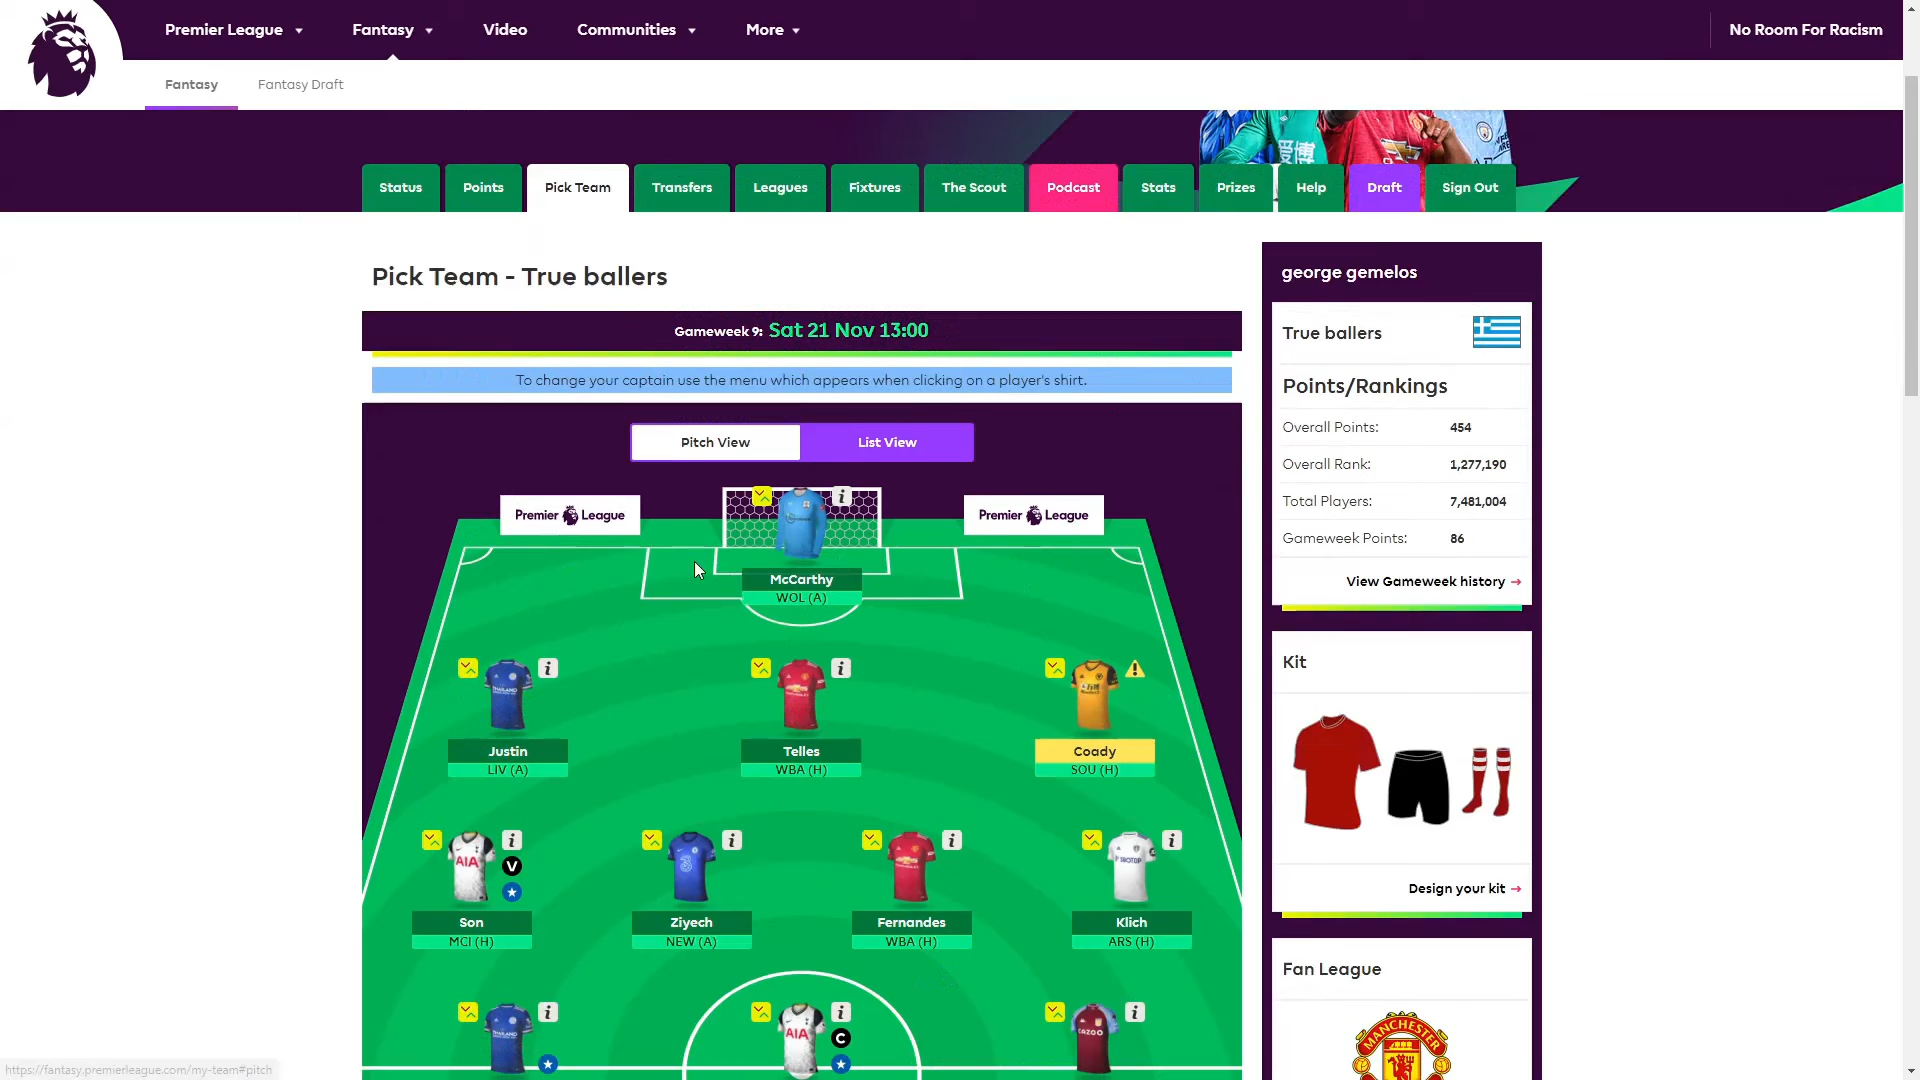 Premier League
Fantasy
Video
Communities
More
No Room For Racism
Fantasy
Fantasy Draft
Status
Points
Pick Team
Transfers
Leagues
Fixtures
The Scout
Podcast
Stats
Prizes
Help
Draft
Sign Out
Pick Team - True ballers
Gameweek 9: Sat 21 Nov 13:00
To change your captain use the menu which appears when clicking on a player's shirt.
Pitch View
List View
Premier League
Premier League
McCarthy
WOL (A)
Justin
LIV (A)
Telles
WBA (H)
Coady
SOU (H)
AIA
V
3
Son
MCI (H)
Ziyech
NEW (A)
Fernandes
WBA (H)
Klich
ARS (H)
AIA
C
CAZOO
george gemelos
True ballers
Points/Rankings
Overall Points: 454
Overall Rank: 1,277,190
Total Players: 7,481,004
Gameweek Points: 86
View Gameweek history →
Kit
Design your kit →
Fan League
MANCHESTER
https://fantasy.premierleague.com/my-team#pitch